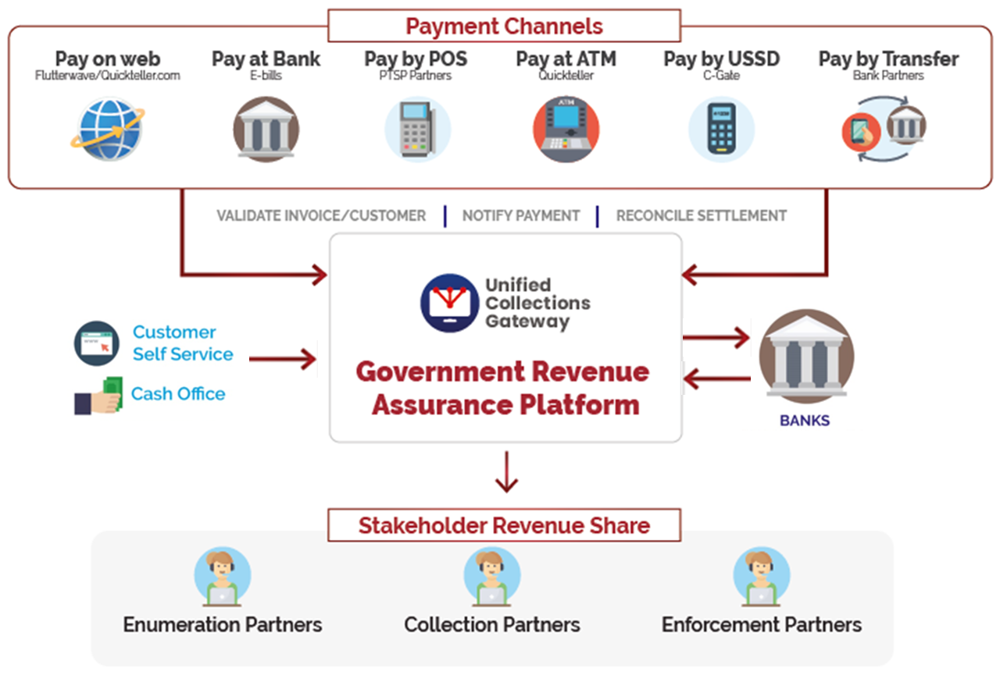 Payment Channels
Pay on web
Flutterwave/Quickteller.com
Pay at Bank
E-bills
Pay by POS
PTSP Partners
Pay at ATM
Quickteller
Pay by USSD
C-Gate
Pay by Transfer
Bank Partners
ATM
VALIDATE INVOICE/CUSTOMER | NOTIFY PAYMENT | RECONCILE SETTLEMENT
Unified
Collections
Gateway
Government Revenue
Assurance Platform
Customer
Self Service
Cash Office
BANKS
Stakeholder Revenue Share
Enumeration Partners
Collection Partners
Enforcement Partners